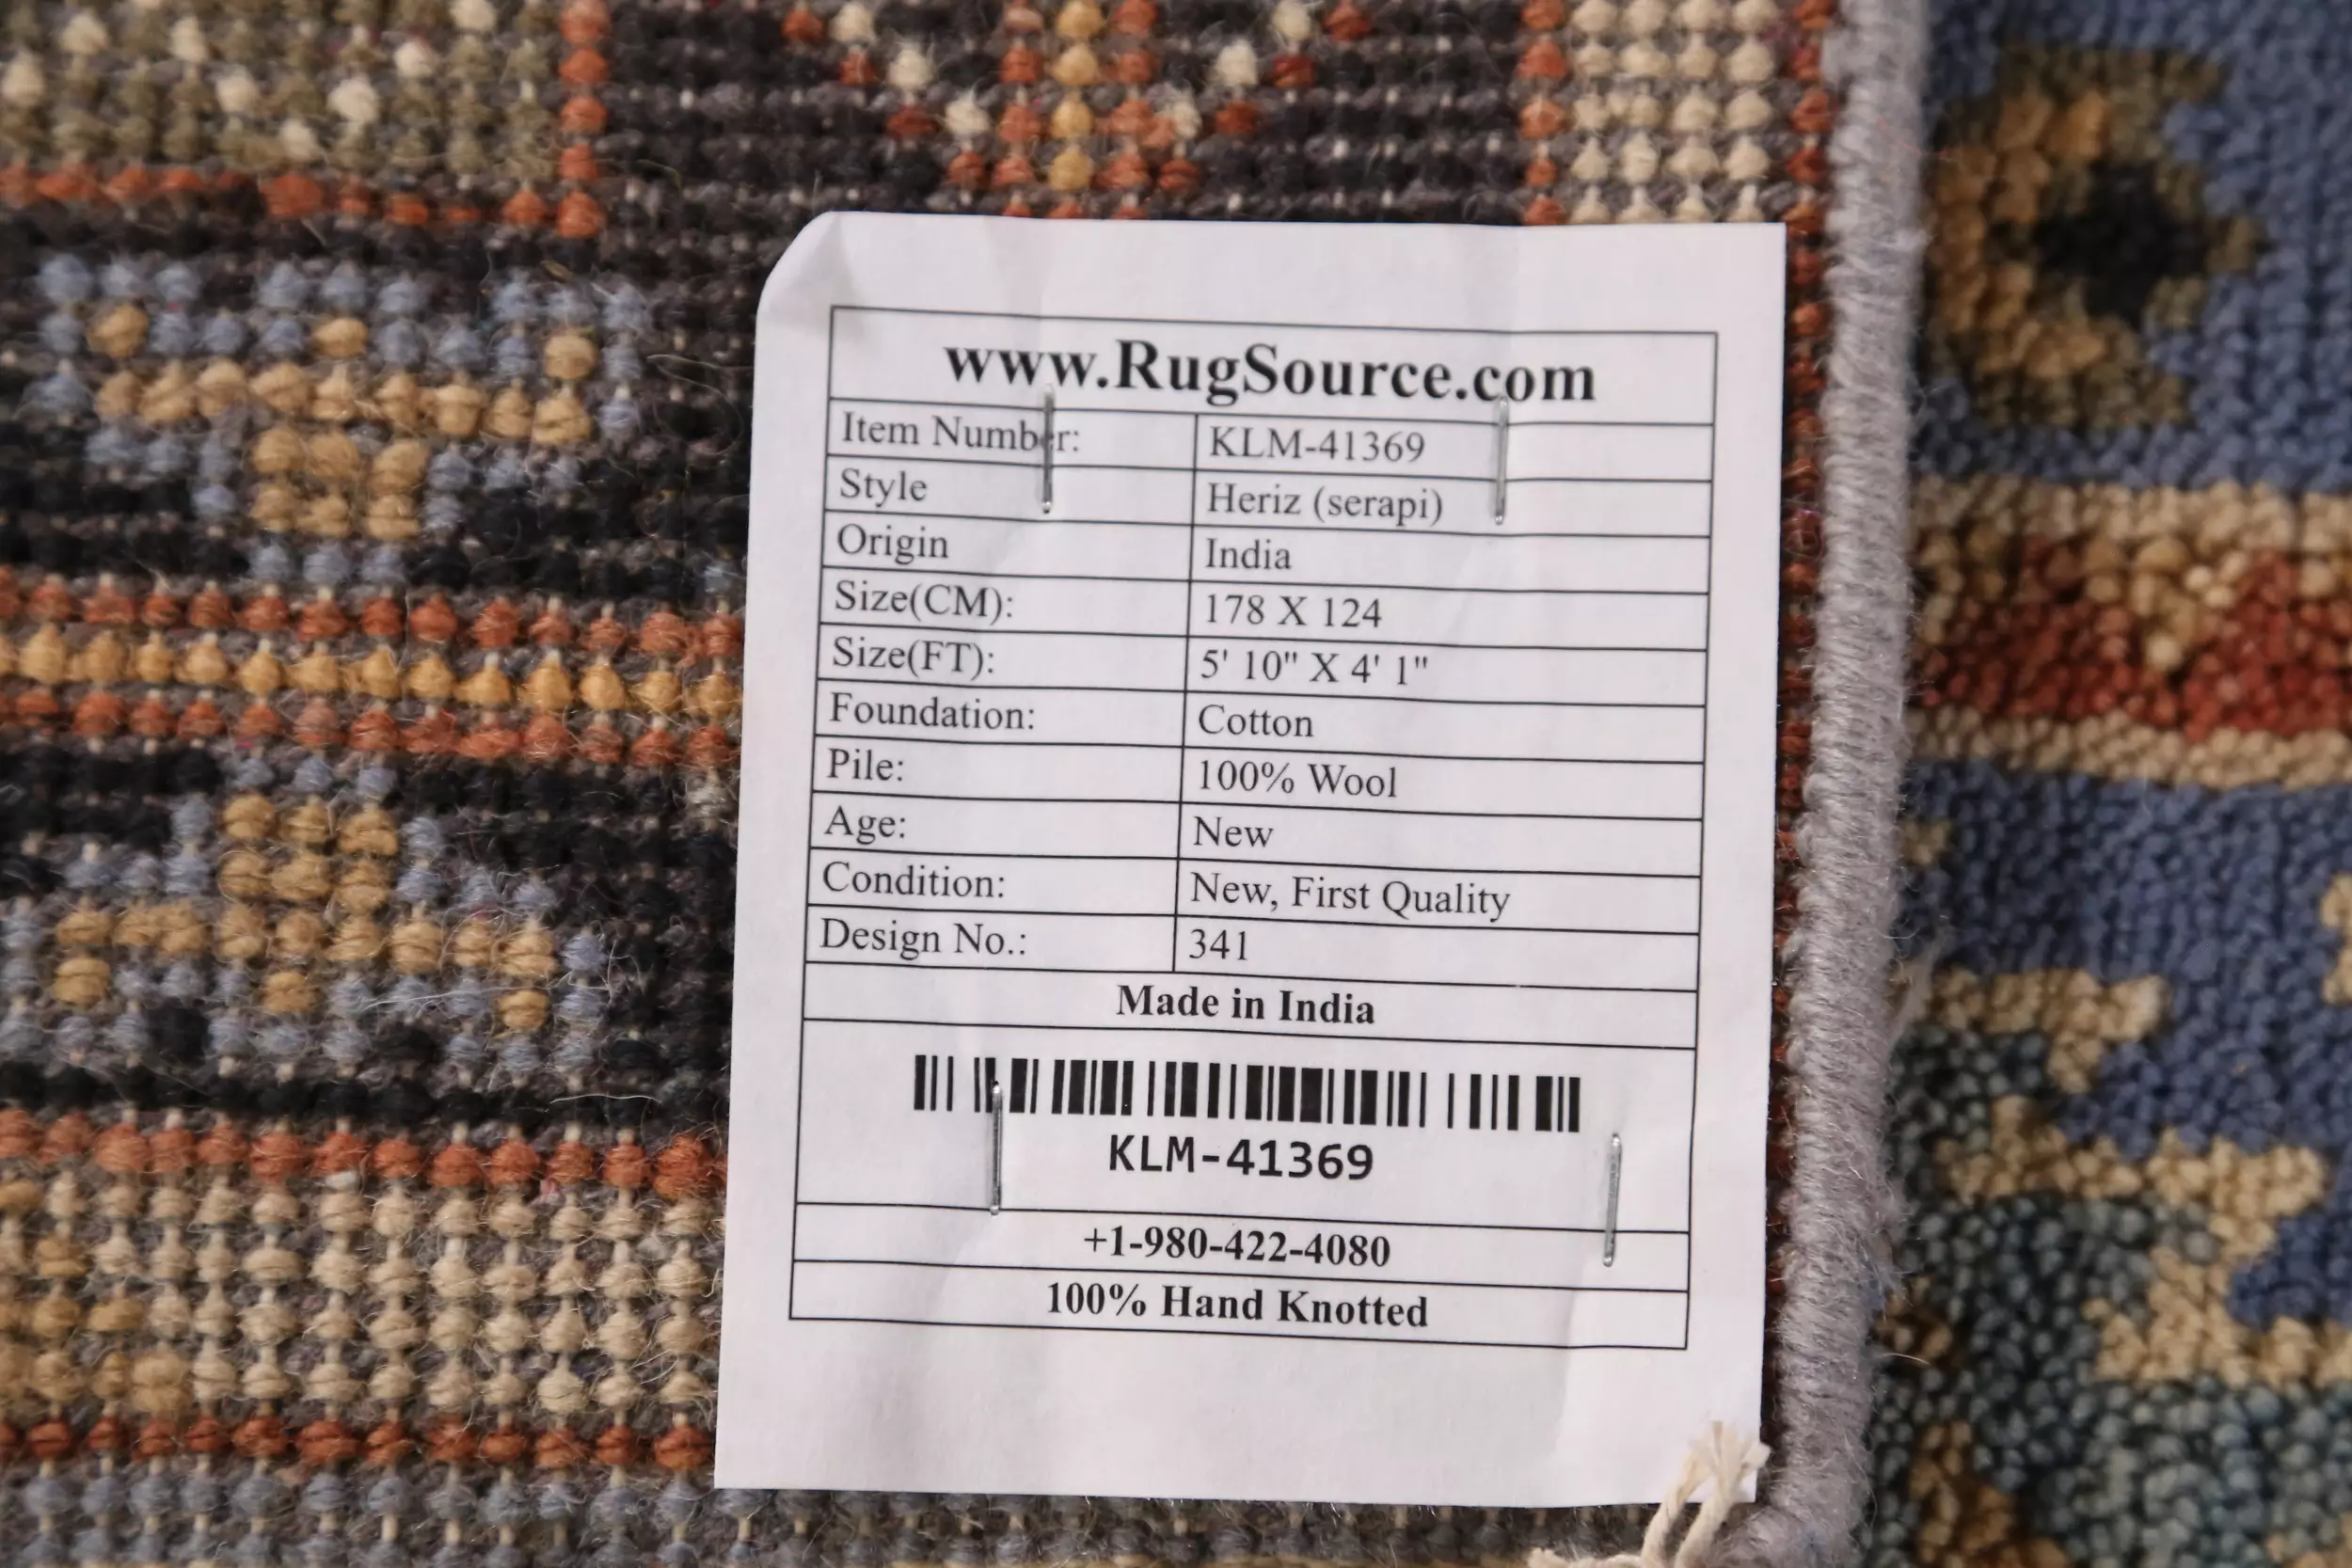 www.RugSource.com
Item Number: KLM-41369
Style Heriz (serapi)
Origin India
Size(CM): 178 X 124
Size(FT): 5' 10" X 4' 1"
Foundation: Cotton
Pile: 100% Wool
Age: New
Condition: New, First Quality
Design No.: 341
Made in India
KLM-41369
+1-980-422-4080
100% Hand Knotted